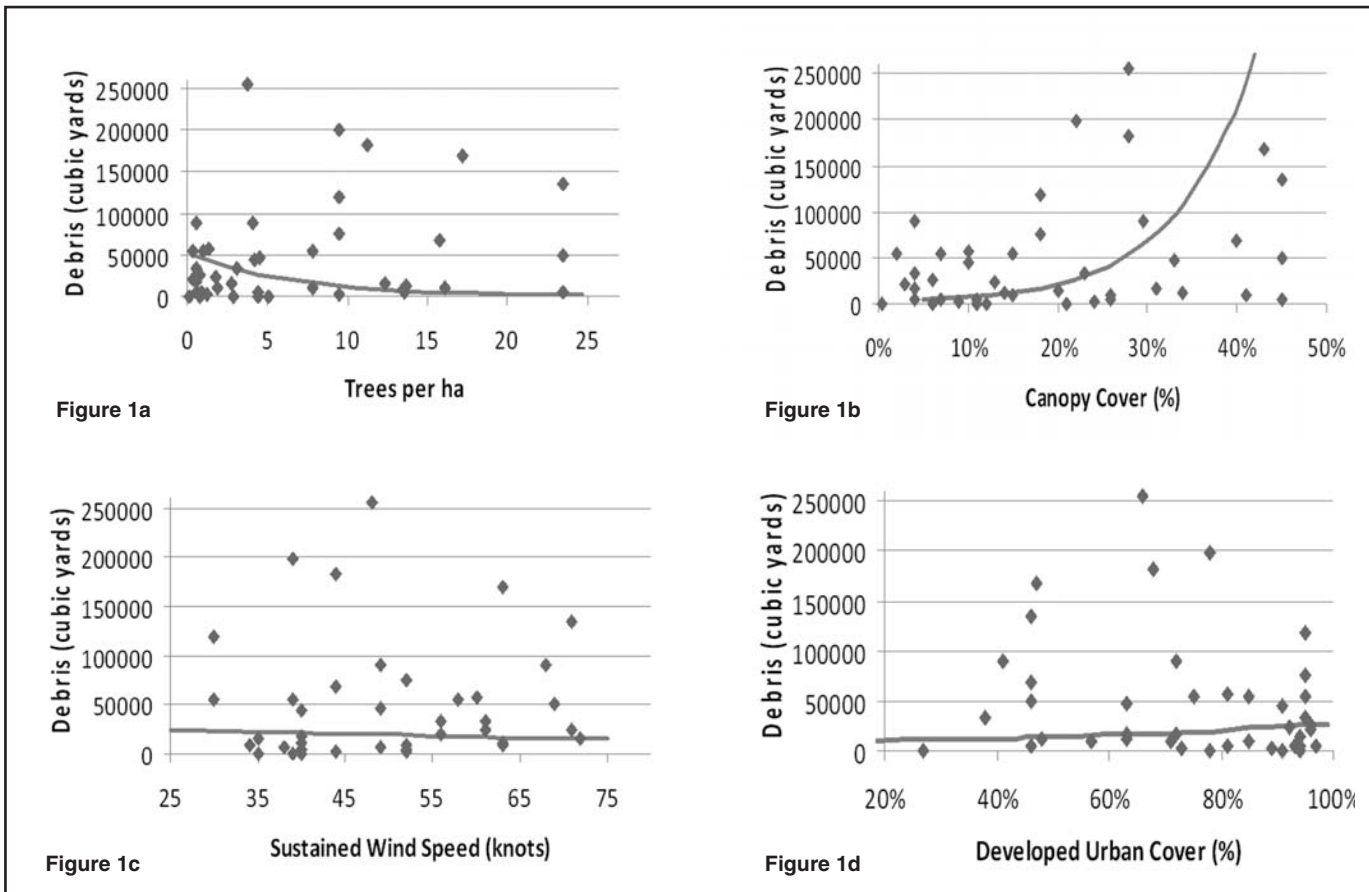 Debris (cubic yards)
250000
200000
150000
100000
50000
0
0 5 10 15 20 25
Trees per ha
Figure 1a
Debris (cubic yards)
250000
200000
150000
100000
50000
0
0% 10% 20% 30% 40% 50%
Canopy Cover (%)
Figure 1b
Debris (cubic yards)
250000
200000
150000
100000
50000
0
25 35 45 55 65 75
Sustained Wind Speed (knots)
Figure 1c
Debris (cubic yards)
250000
200000
150000
100000
50000
0
20% 40% 60% 80% 100%
Developed Urban Cover (%)
Figure 1d